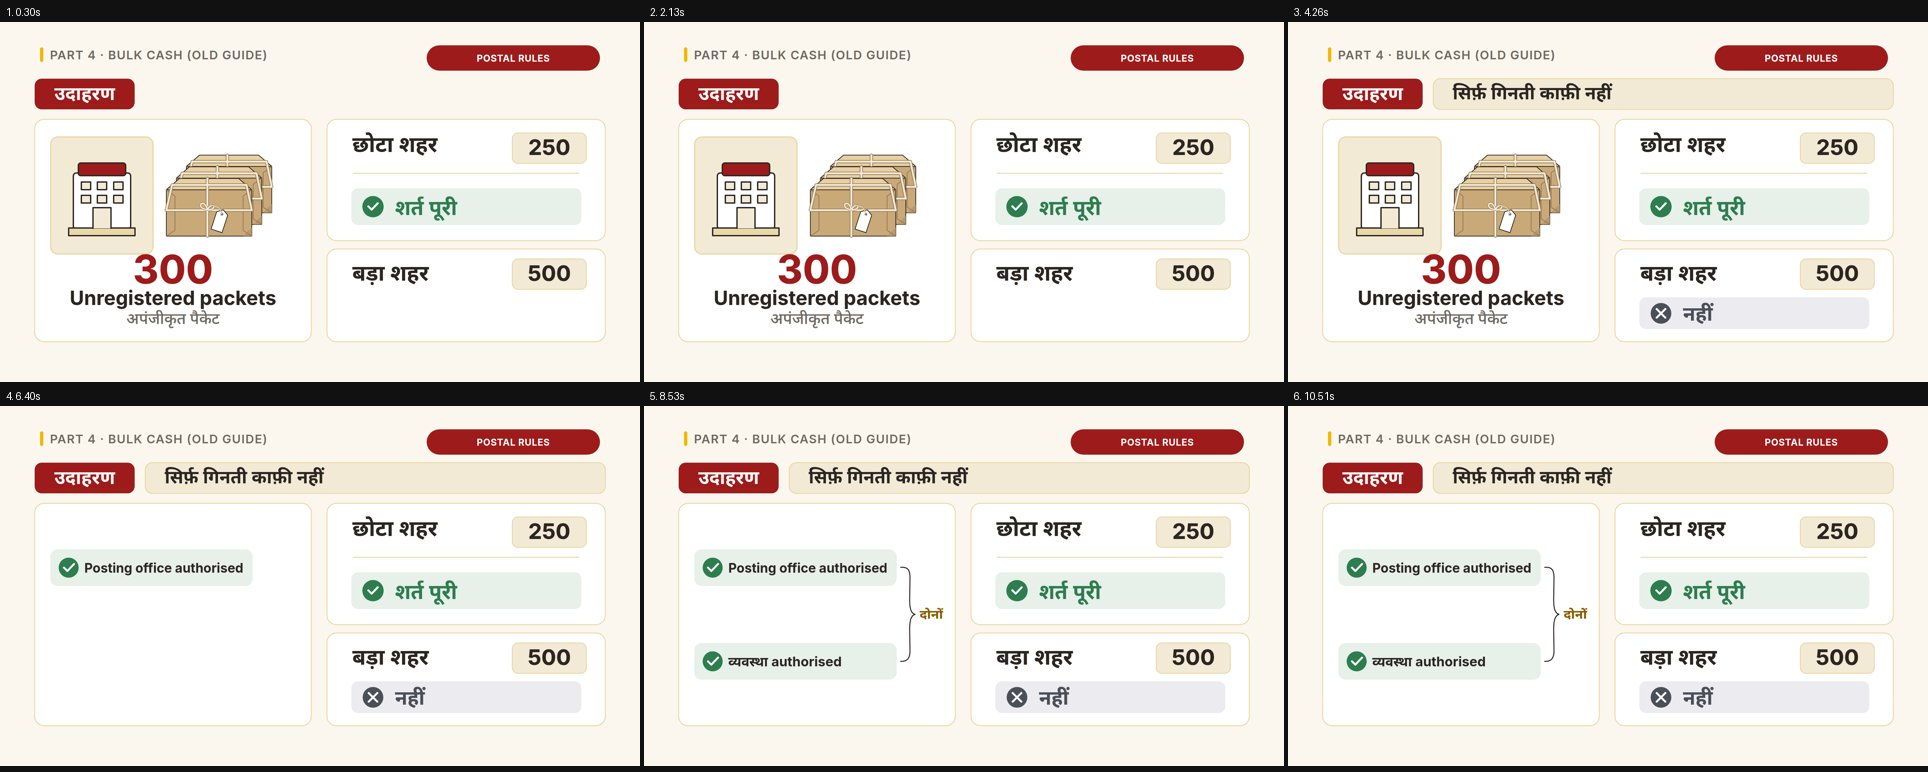 1. 0.30s
PART 4 · BULK CASH (OLD GUIDE)
POSTAL RULES
उदाहरण
300
Unregistered packets
अपंजीकृत पैकेट
छोटा शहर
250
शर्त पूरी
बड़ा शहर
500
2. 2.13s
PART 4 · BULK CASH (OLD GUIDE)
POSTAL RULES
उदाहरण
300
Unregistered packets
अपंजीकृत पैकेट
छोटा शहर
250
शर्त पूरी
बड़ा शहर
500
3. 4.26s
PART 4 · BULK CASH (OLD GUIDE)
POSTAL RULES
उदाहरण
सिर्फ़ गिनती काफ़ी नहीं
300
Unregistered packets
अपंजीकृत पैकेट
छोटा शहर
250
शर्त पूरी
बड़ा शहर
500
नहीं
4. 6.40s
PART 4 · BULK CASH (OLD GUIDE)
POSTAL RULES
उदाहरण
सिर्फ़ गिनती काफ़ी नहीं
Posting office authorised
छोटा शहर
250
शर्त पूरी
बड़ा शहर
500
नहीं
5. 8.53s
PART 4 · BULK CASH (OLD GUIDE)
POSTAL RULES
उदाहरण
सिर्फ़ गिनती काफ़ी नहीं
Posting office authorised
दोनों
व्यवस्था authorised
छोटा शहर
250
शर्त पूरी
बड़ा शहर
500
नहीं
6. 10.51s
PART 4 · BULK CASH (OLD GUIDE)
POSTAL RULES
उदाहरण
सिर्फ़ गिनती काफ़ी नहीं
Posting office authorised
दोनों
व्यवस्था authorised
छोटा शहर
250
शर्त पूरी
बड़ा शहर
500
नहीं